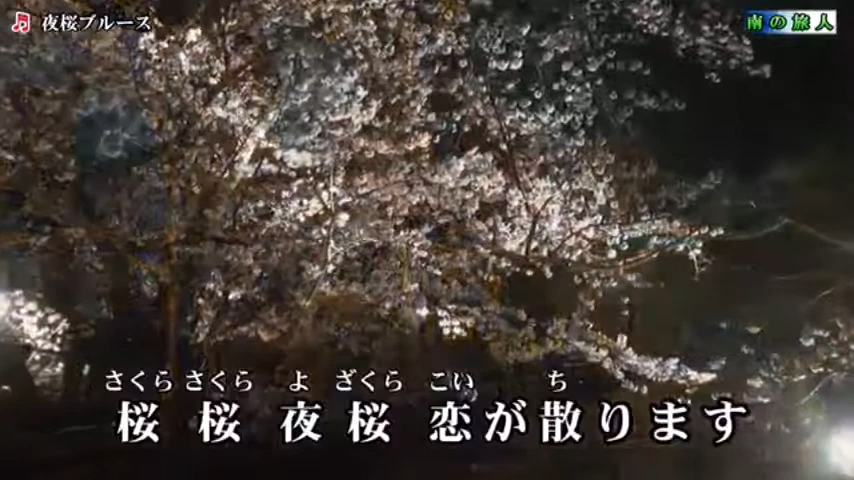 夜桜ブルース
南の旅人
さくら さくら よ ざくら こい ち
桜 桜 夜桜 恋が散ります